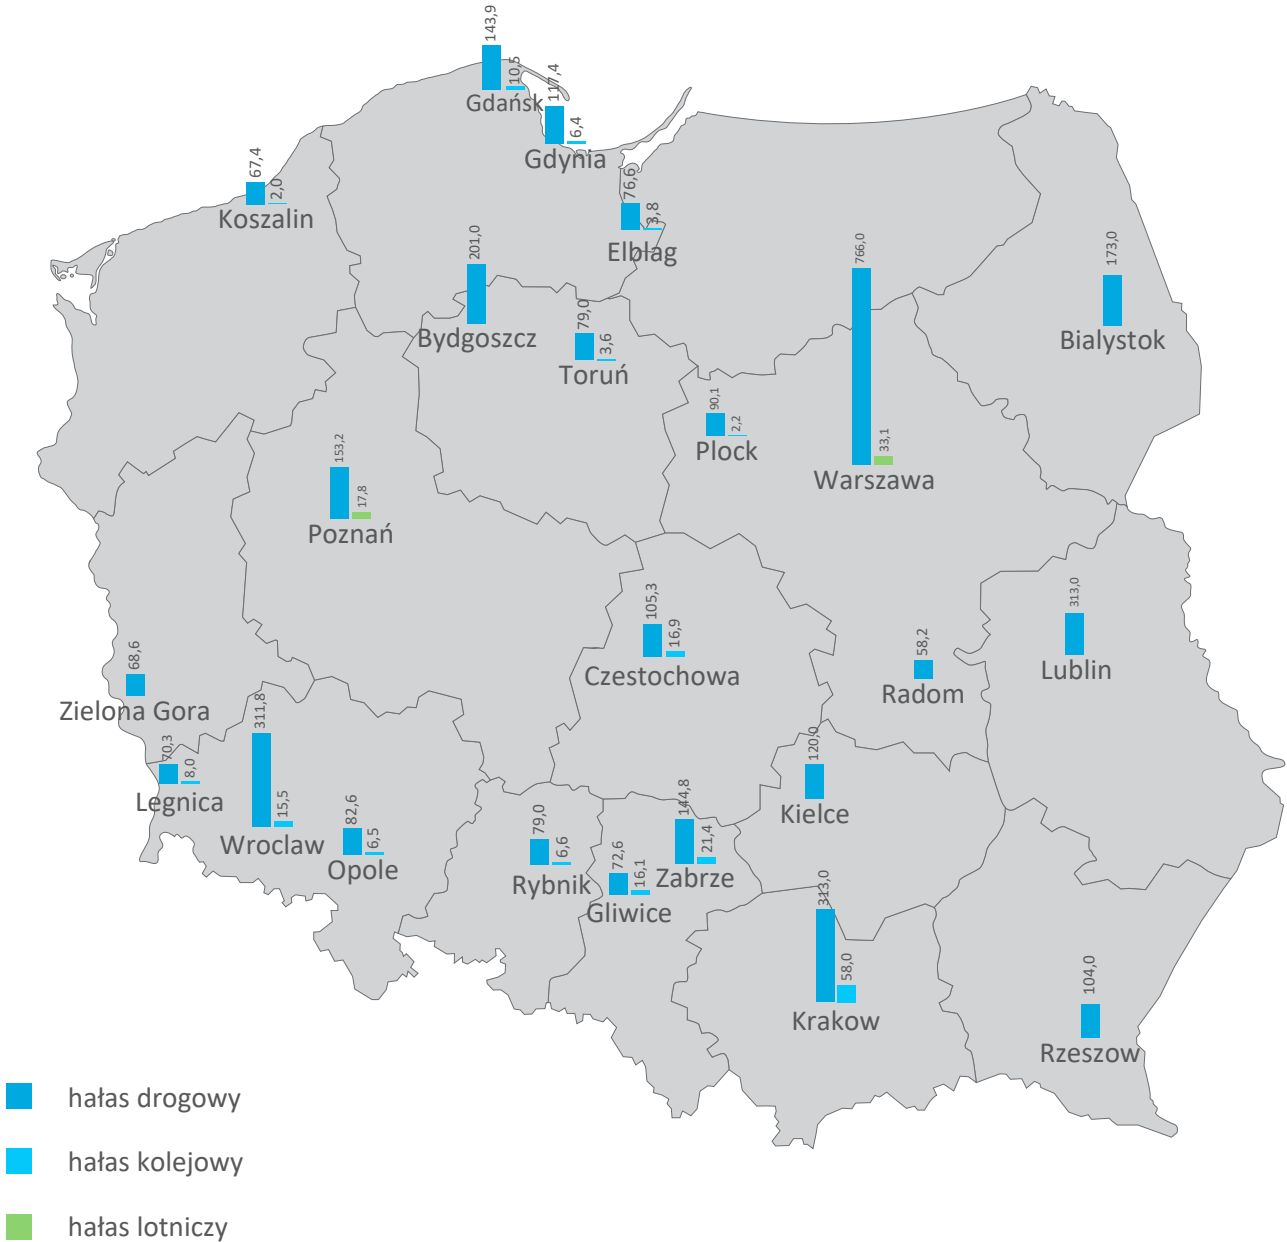 143,9
10,5
Gdańsk
117,4
6,4
Gdynia
67,4
2,0
Koszalin
76,6
3,8
Elblag
201,0
Bydgoszcz
79,0
3,6
Toruń
766,0
33,1
Warszawa
173,0
Bialystok
90,1
2,2
Plock
153,2
17,8
Poznań
105,3
16,9
Czestochowa
313,0
Lublin
58,2
Radom
68,6
Zielona Gora
70,3
8,0
Legnica
311,8
15,5
Wroclaw
82,6
6,5
Opole
120,0
Kielce
79,0
6,6
Rybnik
72,6
16,1
Gliwice
144,8
21,4
Zabrze
313,0
58,0
Krakow
104,0
Rzeszow
hałas drogowy
hałas kolejowy
hałas lotniczy